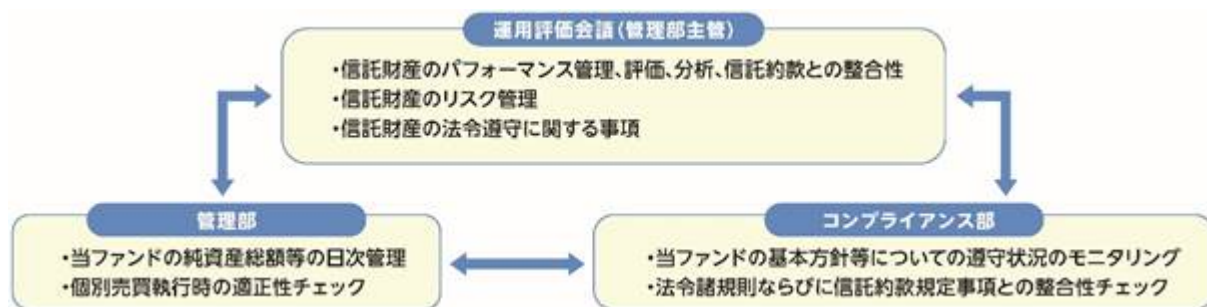 運用評価会議(管理部主管)
・信託財産のパフォーマンス管理、評価、分析、信託約款との整合性
・信託財産のリスク管理
・信託財産の法令遵守に関する事項
管理部
・当ファンドの純資産総額等の日次管理
・個別売買執行時の適正性チェック
コンプライアンス部
・当ファンドの基本方針等についての遵守状況のモニタリング
・法令諸規則ならびに信託約款規定事項との整合性チェック